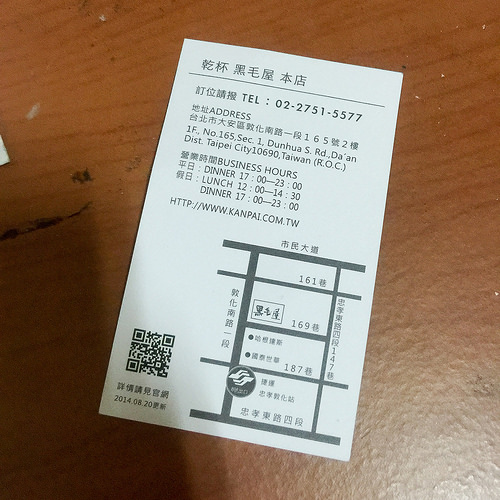 乾杯 黑毛屋 本店
訂位請撥 TEL：02-2751-5577
地址ADDRESS
台北市大安區敦化南路一段165號2樓
1F., No.165,Sec. 1, Dunhua S. Rd.,Da'an
Dist. Taipei City10690,Taiwan (R.O.C.)
營業時間BUSINESS HOURS
平日：DINNER 17：00—23：00
假日：LUNCH 12：00—14：30
DINNER 17：00—23：00
HTTP://WWW.KANPAI.COM.TW
市民大道
161巷
敦化南路一段
黑毛屋
169巷
忠孝東路四段147巷
哈根達斯
國泰世華
187巷
捷運
忠孝敦化站
忠孝東路四段
詳情請見官網
2014.08.20更新